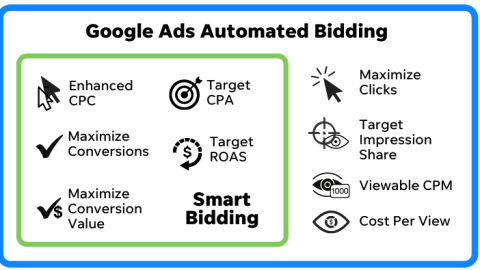 Google Ads Automated Bidding
Enhanced
CPC
Target
CPA
Maximize
Conversions
$
Target
ROAS
$
Maximize
Conversion
Value
Smart
Bidding
Maximize
Clicks
Target
Impression
Share
1000
Viewable CPM
$
Cost Per View